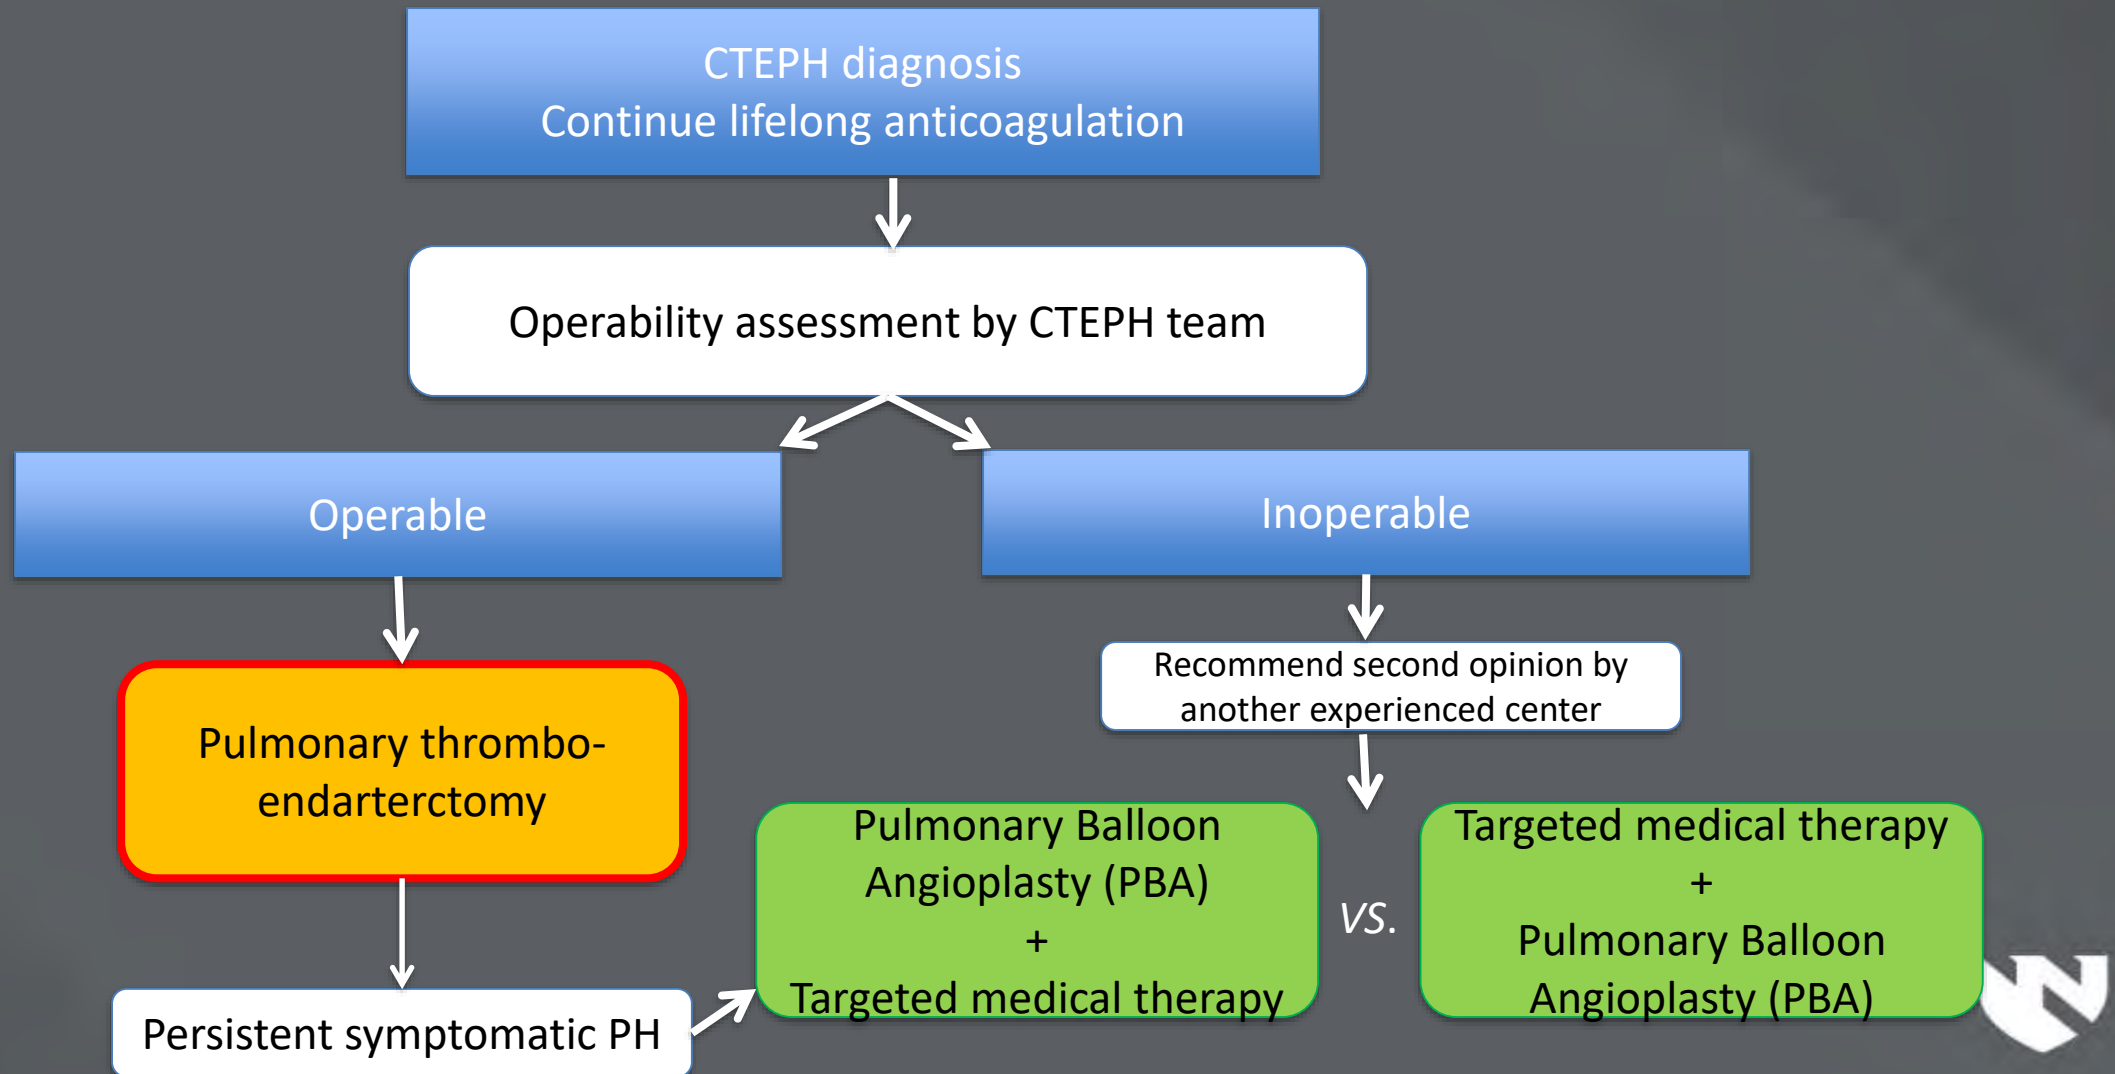 CTEPH diagnosis
Continue lifelong anticoagulation
Operability assessment by CTEPH team
Operable
Inoperable
Recommend second opinion by
another experienced center
Pulmonary thrombo-
endarterctomy
Pulmonary Balloon
Angioplasty (PBA)
+
Targeted medical therapy
VS.
Targeted medical therapy
+
Pulmonary Balloon
Angioplasty (PBA)
Persistent symptomatic PH